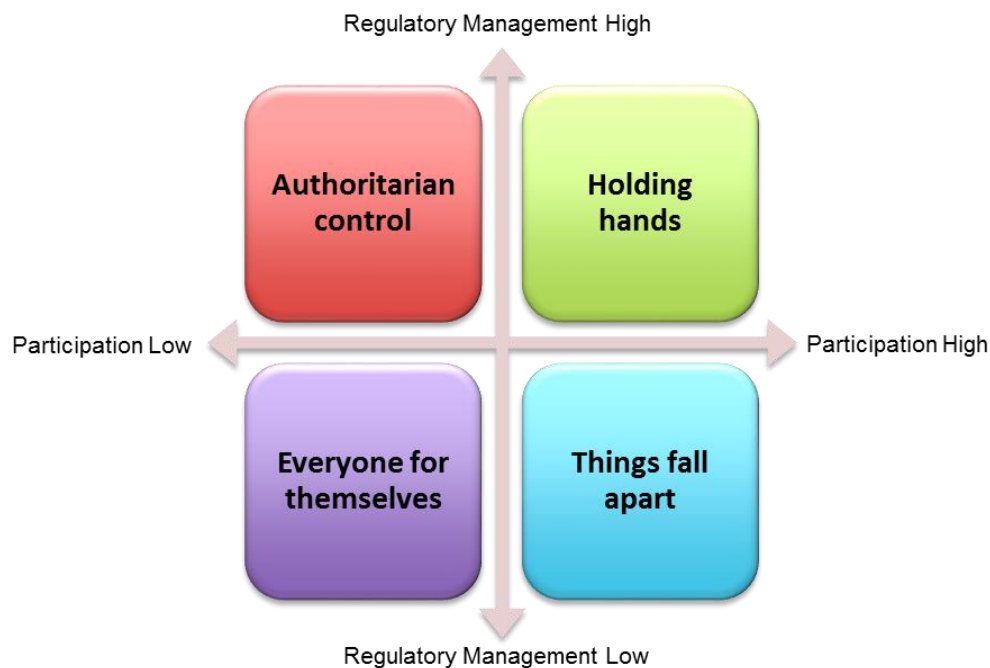 Regulatory Management High
Authoritarian
control
Holding
hands
Participation Low
Participation High
Everyone for
themselves
Things fall
apart
Regulatory Management Low